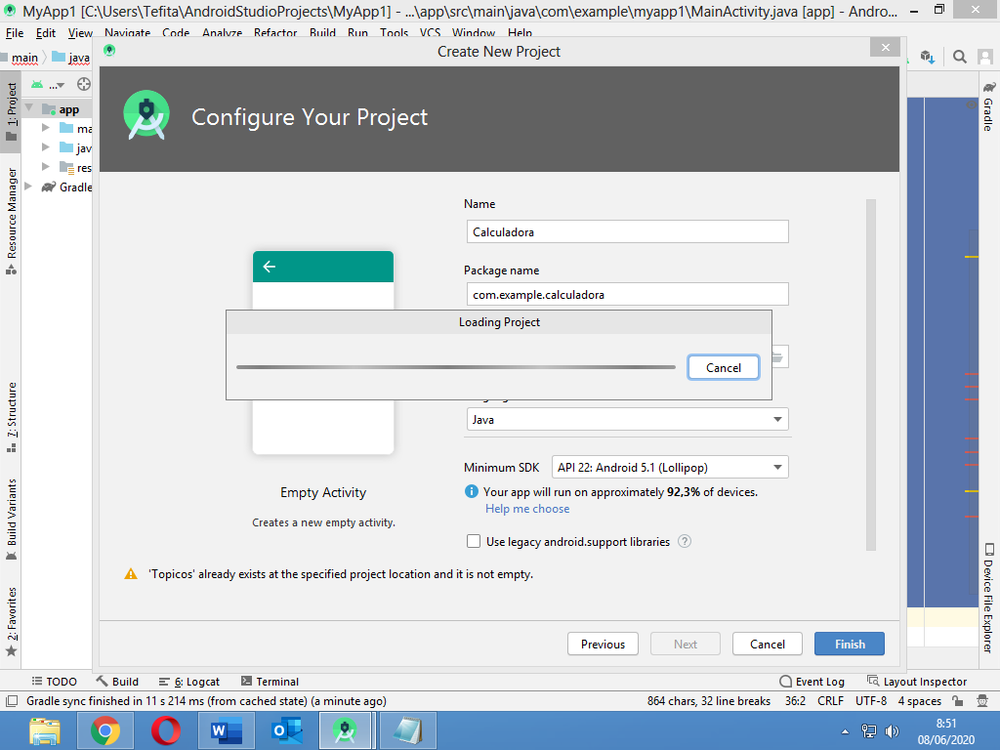 MyApp1 [C:\Users\Tefita\AndroidStudioProjects\MyApp1] - ...\app\src\main\java\com\example\myapp1\MainActivity.java [app] - Andro...
File Edit View Navigate Code Analyze Refactor Build Run Tools VCS Window Help
main java
Create New Project
1: Project
Resource Manager
7: Structure
Build Variants
2: Favorites
...
app
ma
jav
res
Gradle
Configure Your Project
Name
Calculadora
Package name
com.example.calculadora
Loading Project
Cancel
Java
Minimum SDK
API 22: Android 5.1 (Lollipop)
Your app will run on approximately 92,3% of devices.
Help me choose
Use legacy android.support libraries ?
Empty Activity
Creates a new empty activity.
'Topicos' already exists at the specified project location and it is not empty.
Previous Next Cancel Finish
Gradle
Device File Explorer
TODO Build 6: Logcat Terminal Event Log Layout Inspector
Gradle sync finished in 11 s 214 ms (from cached state) (a minute ago) 864 chars, 32 line breaks 36:2 CRLF UTF-8 4 spaces
8:51
08/06/2020